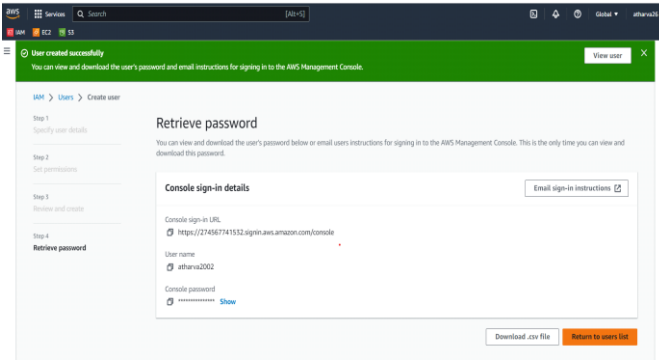 aws Services Search [Alt+S] Global ▼ atharva20
IAM EC2 S3
User created successfully
You can view and download the user's password and email instructions for signing in to the AWS Management Console.
View user
IAM > Users > Create user
Step 1
Specify user details
Step 2
Set permissions
Step 3
Review and create
Step 4
Retrieve password
Retrieve password
You can view and download the user's password below or email users instructions for signing in to the AWS Management Console. This is the only time you can view and
download this password.
Console sign-in details
Email sign-in instructions
Console sign-in URL
https://274567741532.signin.aws.amazon.com/console
User name
atharva2002
Console password
*************** Show
Download .csv file
Return to users list